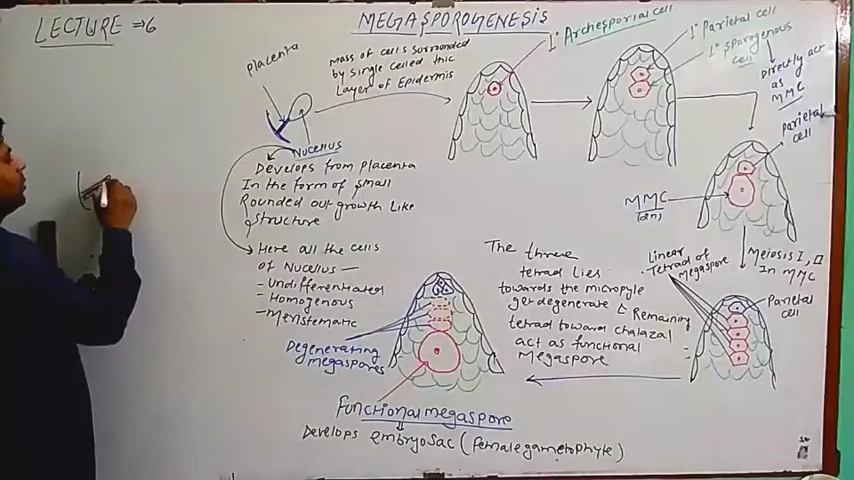 LECTURE ⇒6
MEGASPOROGENESIS
Placenta
Mass of cells surrounded
by single celled thic
Layer of Epidermis
1° Archesporial cell
1° Parietal cell
1° sporogenous
cell
Directly act
as
MMC
Nucellus
Develops from placenta
In the form of small
Rounded out growth Like
structure
Parietal
cell
MMC
(2n)
Here all the cells
of Nucellus —
- Undifferentiated
- Homogenous
- Meristematic
The three
tetrad lies
towards the micropyle
get degenerate & Remaining
tetrad toward chalazal
act as functional
Megaspore
Linear
Tetrad of
Megaspore
Meiosis I, II
In MMC
Parietal
cell
Degenerating
megaspores
Functional megaspore
Develops embryosac (female gametophyte)